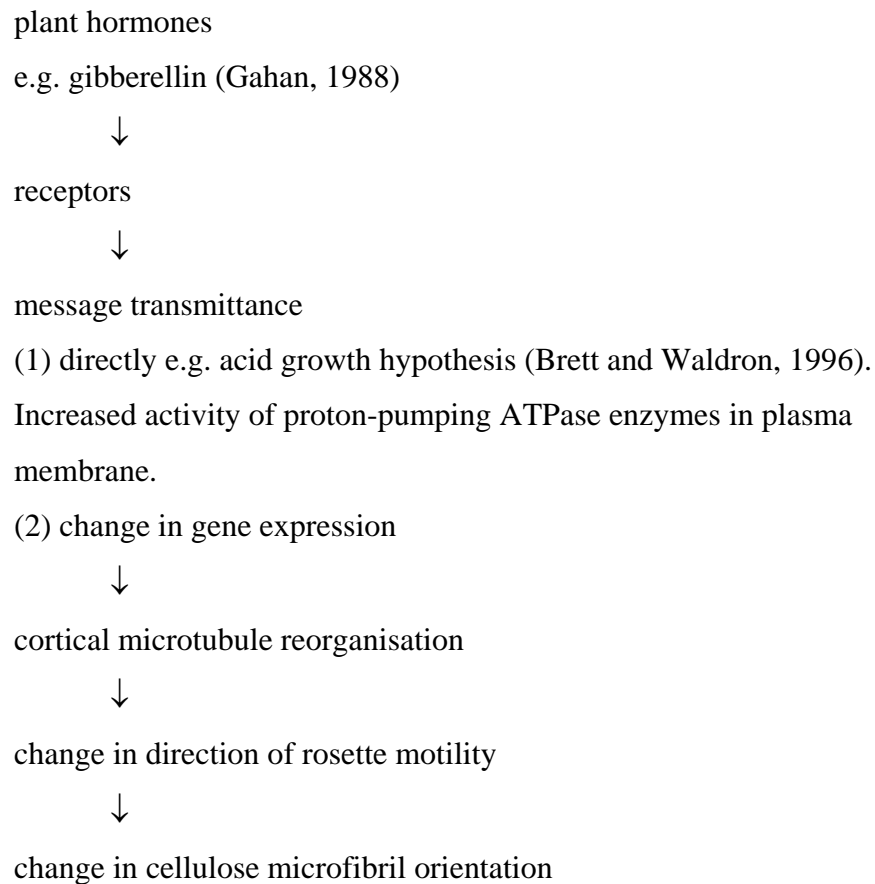 plant hormones
e.g. gibberellin (Gahan, 1988)
↓
receptors
↓
message transmittance
(1) directly e.g. acid growth hypothesis (Brett and Waldron, 1996).
Increased activity of proton-pumping ATPase enzymes in plasma
membrane.
(2) change in gene expression
↓
cortical microtubule reorganisation
↓
change in direction of rosette motility
↓
change in cellulose microfibril orientation